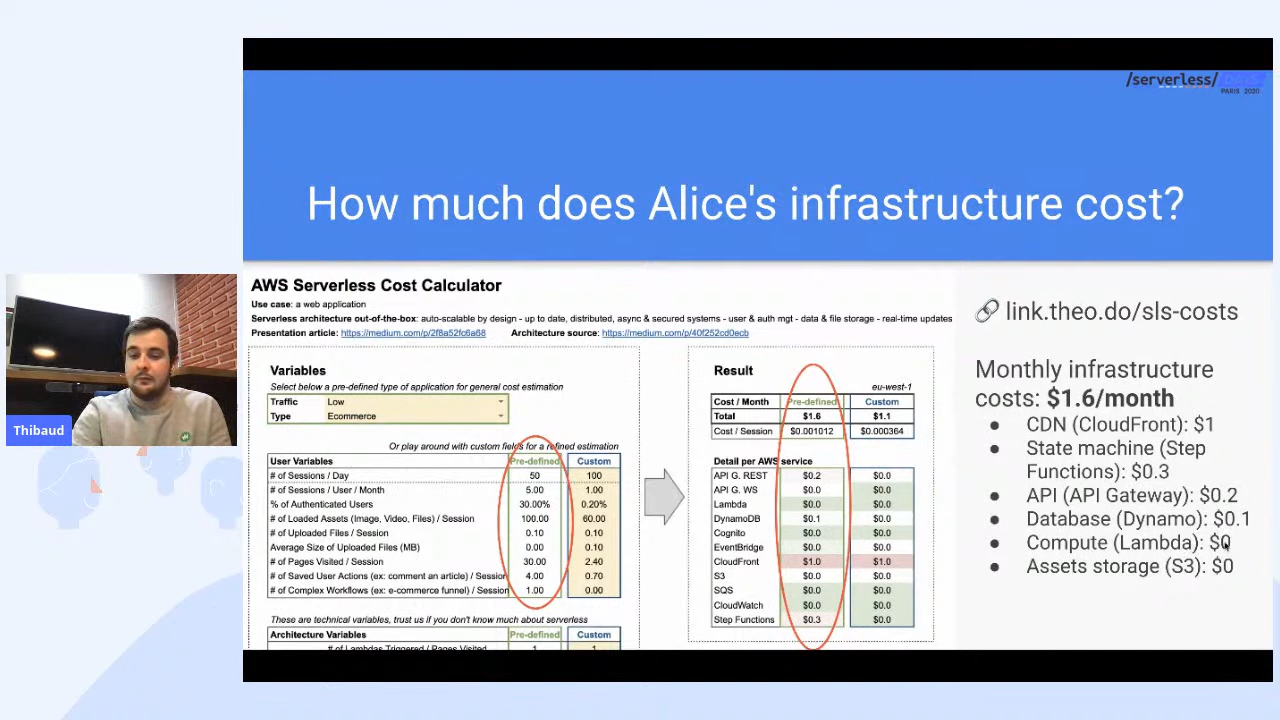 /serverless/DAYS
PARIS 2020
How much does Alice's infrastructure cost?
AWS Serverless Cost Calculator
Use case: a web application
Serverless architecture out-of-the-box: auto-scalable by design - up to date, distributed, async & secured systems - user & auth mgt - data & file storage - real-time updates
Presentation article: https://medium.com/p/2f8a52fc6a68 Architecture source: https://medium.com/p/40f252cd0ecb
Variables
Select below a pre-defined type of application for general cost estimation
Traffic Low
Type Ecommerce
Or play around with custom fields for a refined estimation
User Variables Pre-defined Custom
# of Sessions / Day 50 100
# of Sessions / User / Month 5.00 1.00
% of Authenticated Users 30.00% 0.20%
# of Loaded Assets (Image, Video, Files) / Session 100.00 60.00
# of Uploaded Files / Session 0.10 0.10
Average Size of Uploaded Files (MB) 0.00 0.10
# of Pages Visited / Session 30.00 2.40
# of Saved User Actions (ex: comment an article) / Session 4.00 0.70
# of Complex Workflows (ex: e-commerce funnel) / Session 1.00 0.00
These are technical variables, trust us if you don't know much about serverless
Architecture Variables Pre-defined Custom
# of Lambdas Triggered / Pages Visited 1 1
Result
eu-west-1
Cost / Month Pre-defined Custom
Total $1.6 $1.1
Cost / Session $0.001012 $0.000364
Detail per AWS service
API G. REST $0.2 $0.0
API G. WS $0.0 $0.0
Lambda $0.0 $0.0
DynamoDB $0.1 $0.0
Cognito $0.0 $0.0
EventBridge $0.0 $0.0
CloudFront $1.0 $1.0
S3 $0.0 $0.0
SQS $0.0 $0.0
CloudWatch $0.0 $0.0
Step Functions $0.3 $0.0
link.theo.do/sls-costs
Monthly infrastructure
costs: $1.6/month
● CDN (CloudFront): $1
● State machine (Step
Functions): $0.3
● API (API Gateway): $0.2
● Database (Dynamo): $0.1
● Compute (Lambda): $0
● Assets storage (S3): $0
Thibaud